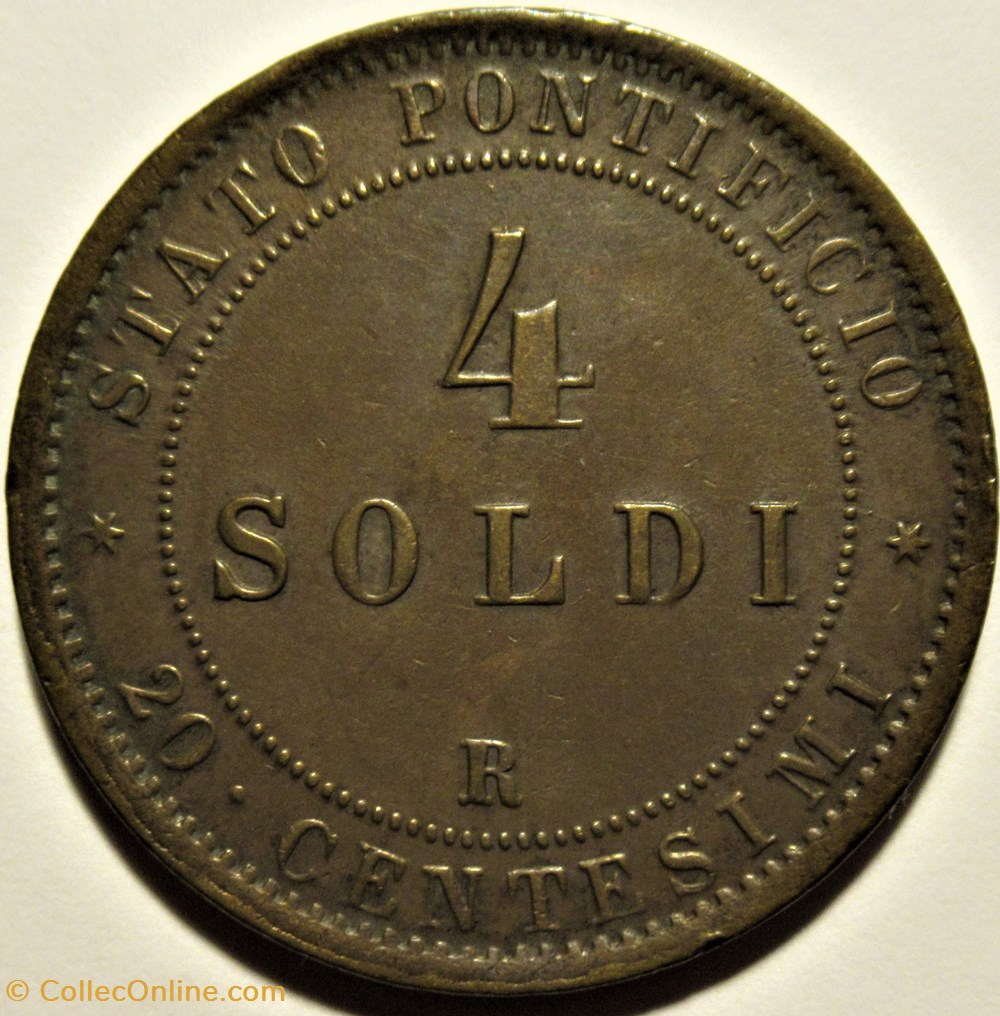 STATO PONTIFICIO
4
SOLDI
R
* 20 . CENTESIMI *
© CollecOnline.com